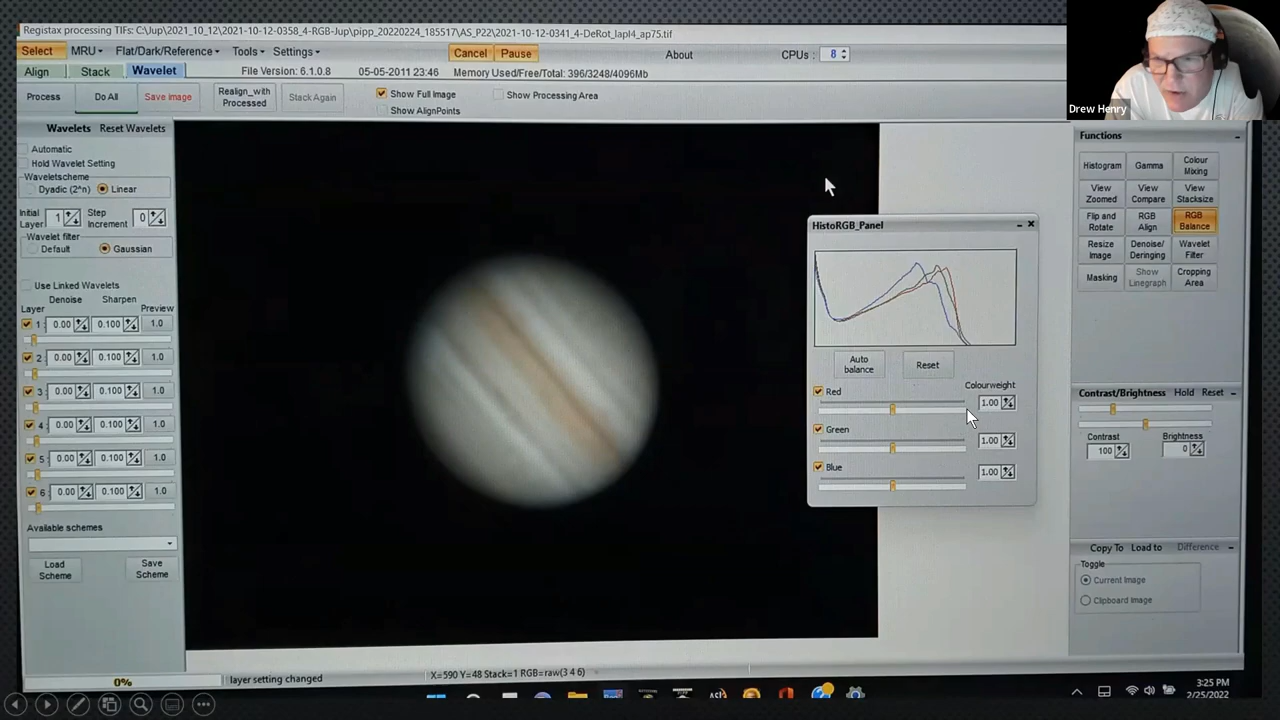 Registax processing TIFs: C:\Jup\2021_10_12\2021-10-12-0358_4-RGB-Jup\pipp_20220224_185517\AS_P22\2021-10-12-0341_4-DeRot_lapl4_ap75.tif
Select MRU Flat/Dark/Reference Tools Settings Cancel Pause About CPUs: 8
Align Stack Wavelet File Version: 6.1.0.8 05-05-2011 23:46 Memory Used/Free/Total: 396/3248/4096Mb
Process Do All Save Image Realign_with Processed Stack Again Show Full Image Show Processing Area
Show AlignPoints
Drew Henry
Wavelets Reset Wavelets
Automatic
Hold Wavelet Setting
Waveletscheme
Dyadic (2^n) Linear
Initial Layer 1 Step Increment 0
Wavelet filter
Default Gaussian
Use Linked Wavelets
Denoise Sharpen
Layer Preview
1: 0.00 0.100 1.0
2: 0.00 0.100 1.0
3: 0.00 0.100 1.0
4: 0.00 0.100 1.0
5: 0.00 0.100 1.0
6: 0.00 0.100 1.0
Available schemes
Load Scheme Save Scheme
HistoRGB_Panel
Auto balance Reset
Colourweight
Red 1.00
Green 1.00
Blue 1.00
Functions
Histogram Gamma Colour Mixing
View Zoomed View Compare View Stacksize
Flip and Rotate RGB Align RGB Balance
Resize Image Denoise/Deringing Wavelet Filter
Masking Show Linegraph Cropping Area
Contrast/Brightness Hold Reset
Contrast Brightness
100 0
Copy To Load to Difference
Toggle
Current Image
Clipboard Image
0% layer setting changed X=590 Y=48 Stack=1 RGB=raw(3 4 6)
3:25 PM
2/25/2022